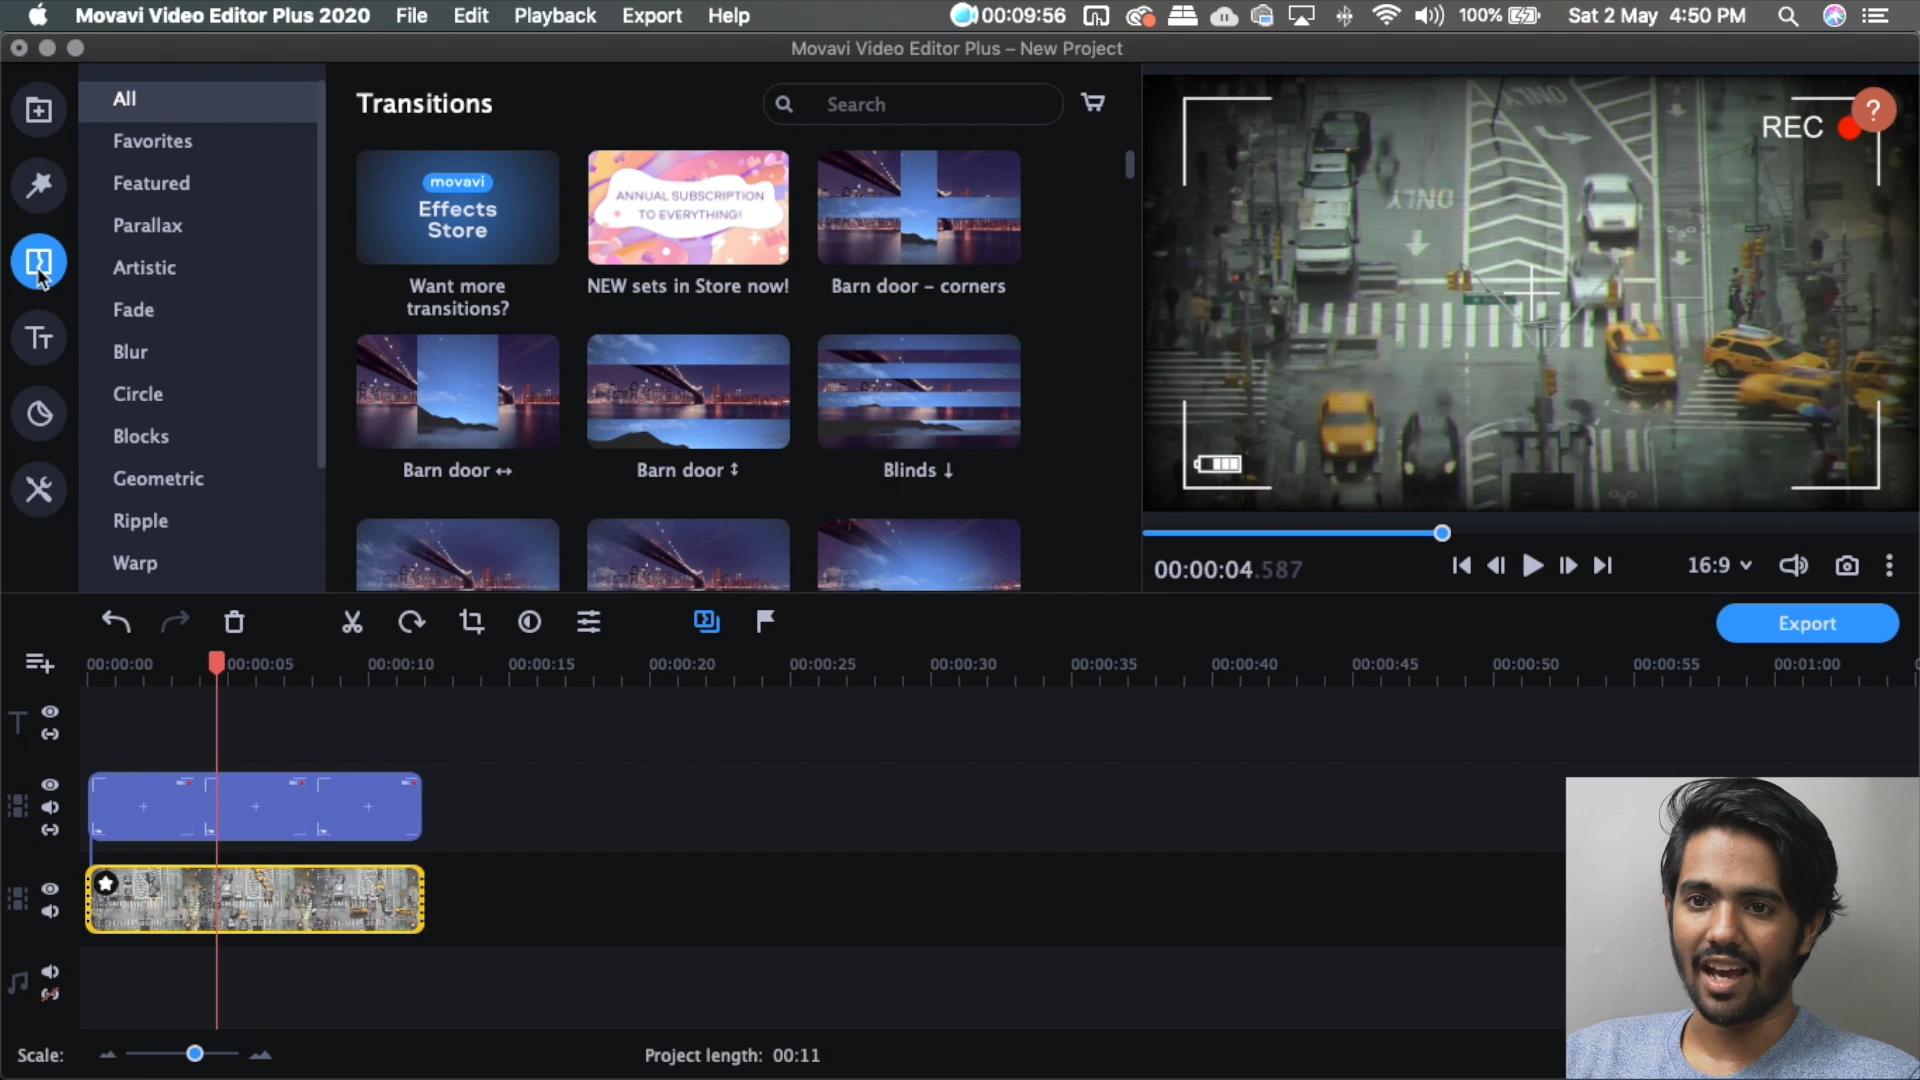 Movavi Video Editor Plus 2020 File Edit Playback Export Help 00:09:56 100% Sat 2 May 4:50 PM
Movavi Video Editor Plus – New Project
All
Favorites
Featured
Parallax
Artistic
Fade
Blur
Circle
Blocks
Geometric
Ripple
Warp
Transitions
Search
movavi
Effects
Store
Want more
transitions?
ANNUAL SUBSCRIPTION
TO EVERYTHING!
NEW sets in Store now!
Barn door – corners
Barn door ↔
Barn door ↕
Blinds ↓
REC
?
ONLY
ONLY
00:00:04.587
16:9
Export
00:00:00 00:00:05 00:00:10 00:00:15 00:00:20 00:00:25 00:00:30 00:00:35 00:00:40 00:00:45 00:00:50 00:00:55 00:01:00
Scale:
Project length: 00:11